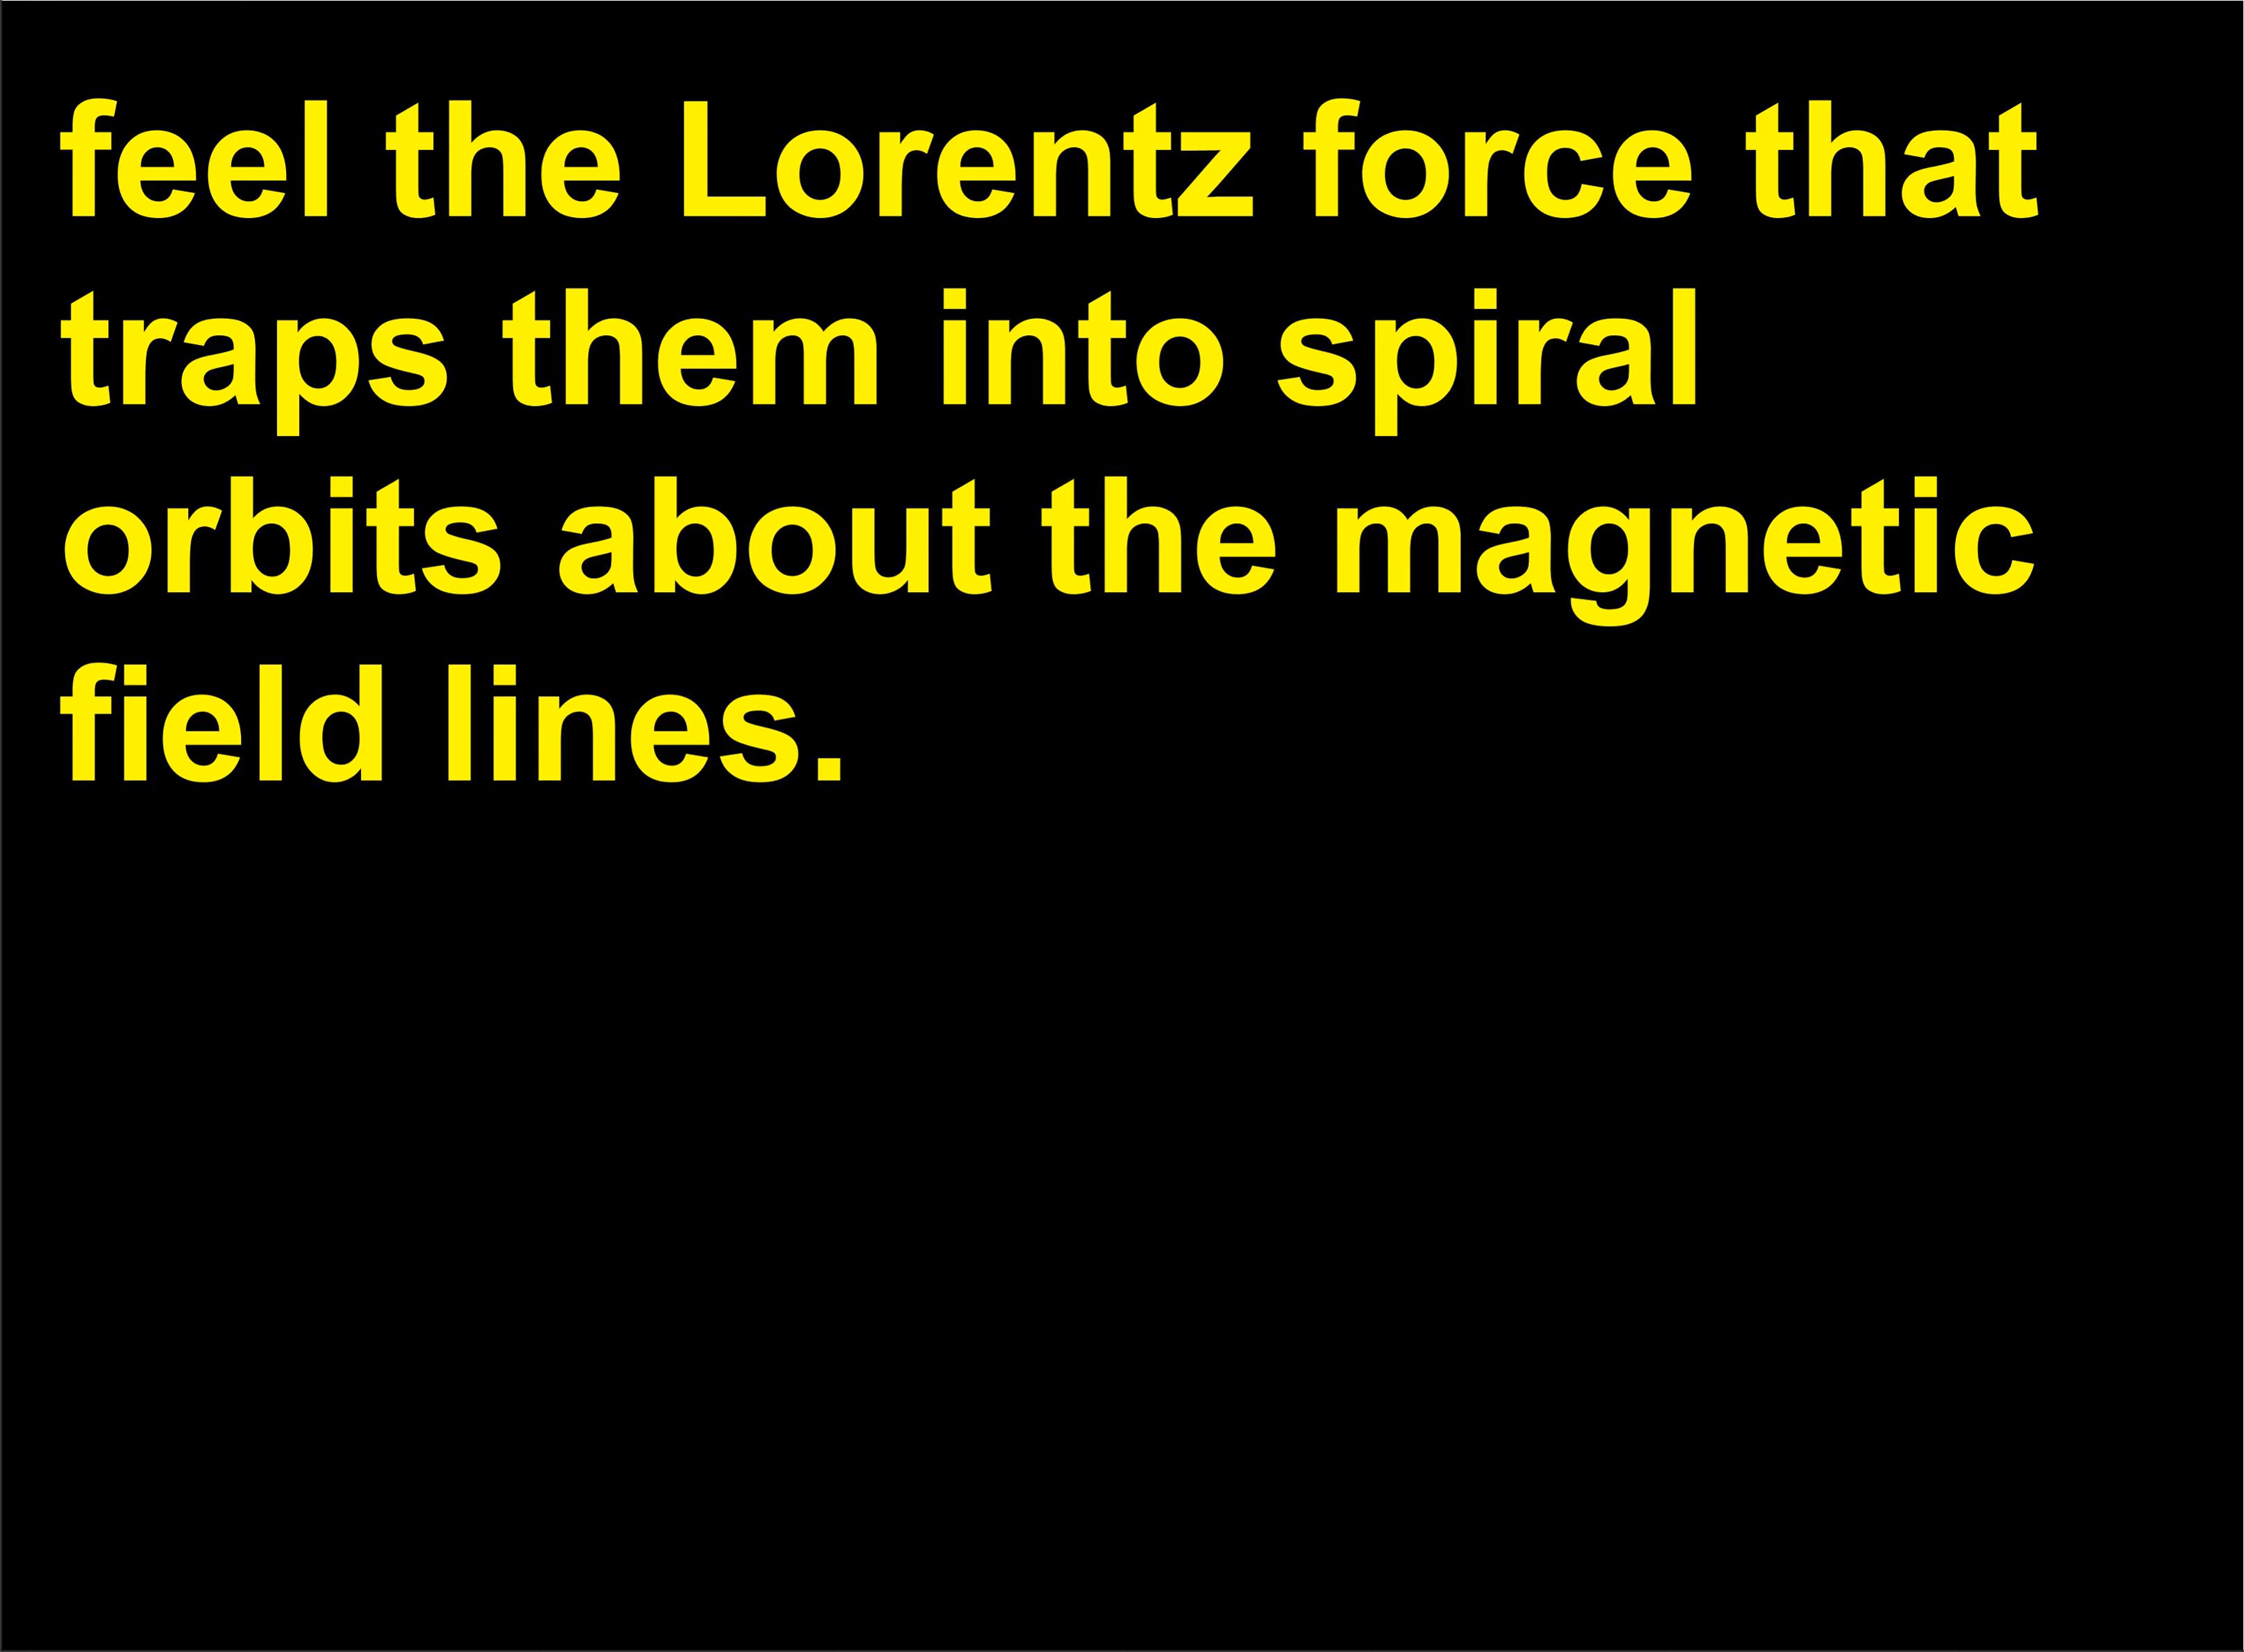 feel the Lorentz force that
traps them into spiral
orbits about the magnetic
field lines.